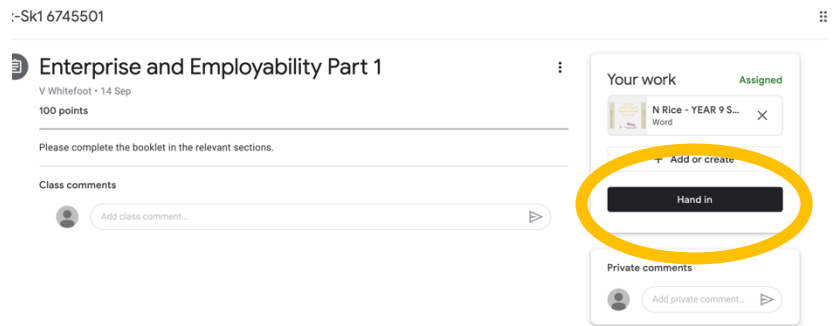 :-Sk1 6745501
Enterprise and Employability Part 1
V Whitefoot • 14 Sep
100 points
Please complete the booklet in the relevant sections.
Class comments
Add class comment...
Your work Assigned
N Rice - YEAR 9 S...
Word
+ Add or create
Hand in
Private comments
Add private comment...